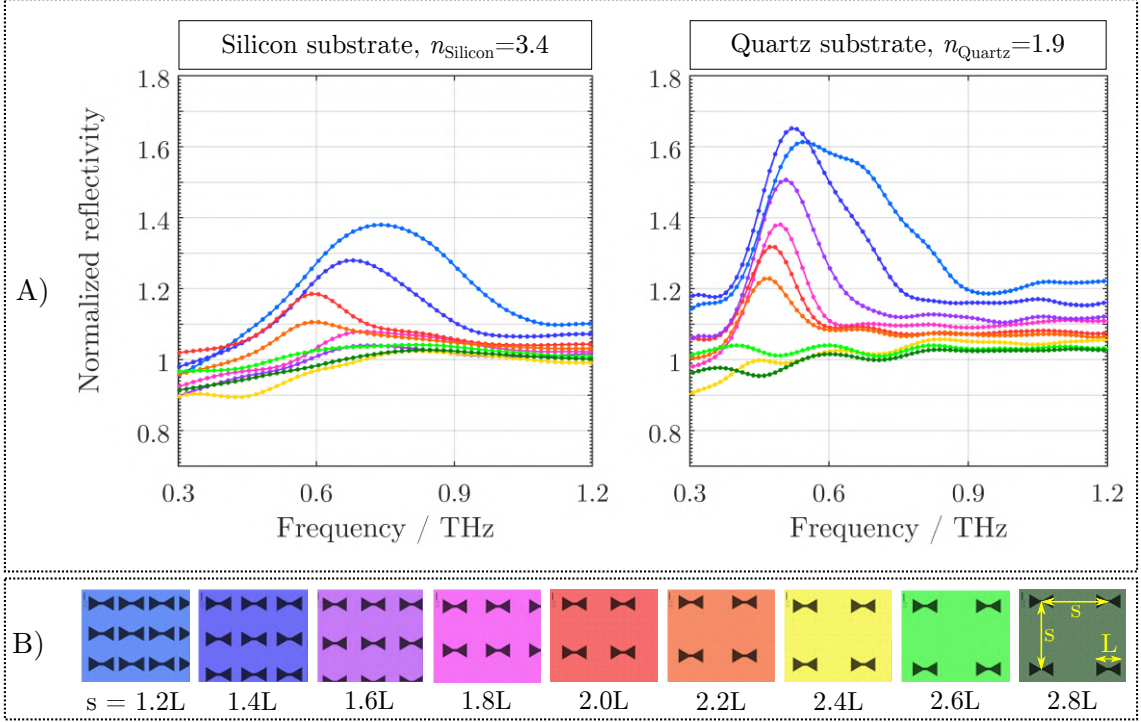 A)
Silicon substrate, nSilicon=3.4
Quartz substrate, nQuartz=1.9
Normalized reflectivity
1.8
1.6
1.4
1.2
1
0.8
0.3 0.6 0.9 1.2
Frequency / THz
1.8
1.6
1.4
1.2
1
0.8
0.3 0.6 0.9 1.2
Frequency / THz
B)
s
s
L
s = 1.2L 1.4L 1.6L 1.8L 2.0L 2.2L 2.4L 2.6L 2.8L